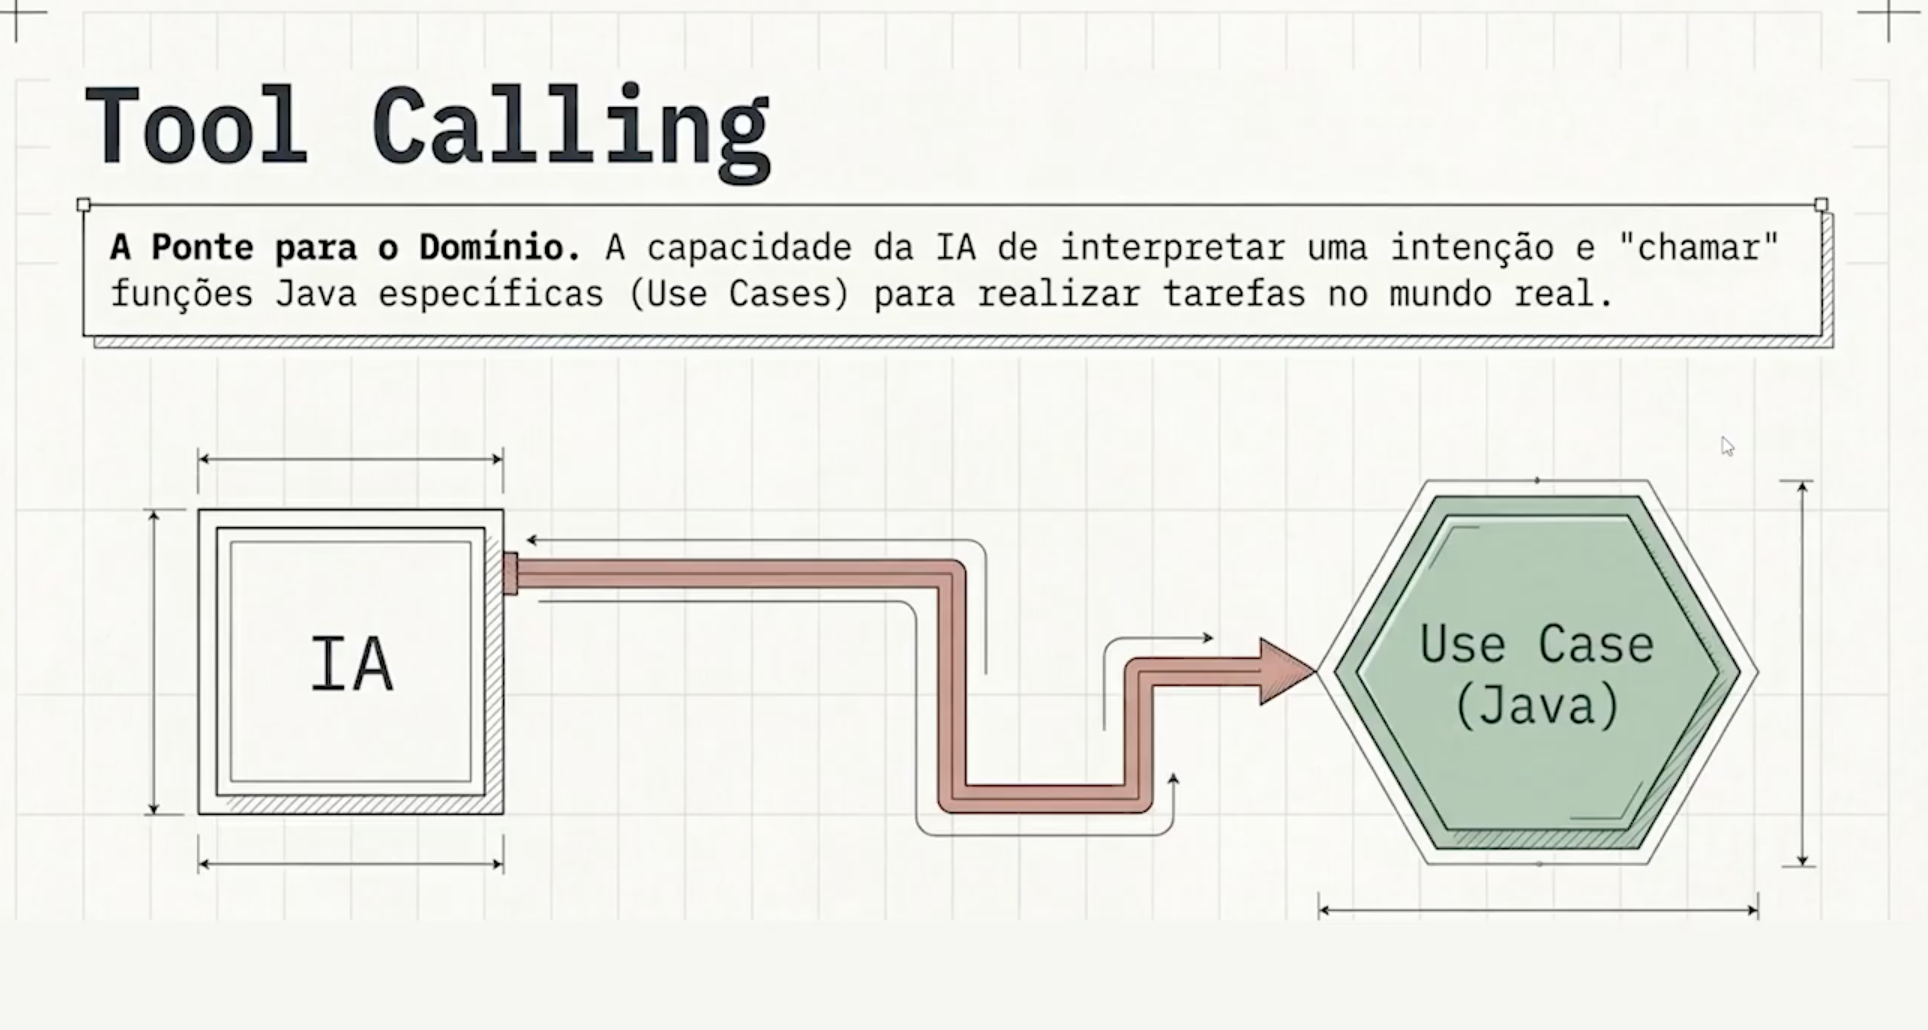 Tool Calling
A Ponte para o Domínio. A capacidade da IA de interpretar uma intenção e "chamar"
funções Java específicas (Use Cases) para realizar tarefas no mundo real.
IA
Use Case
(Java)